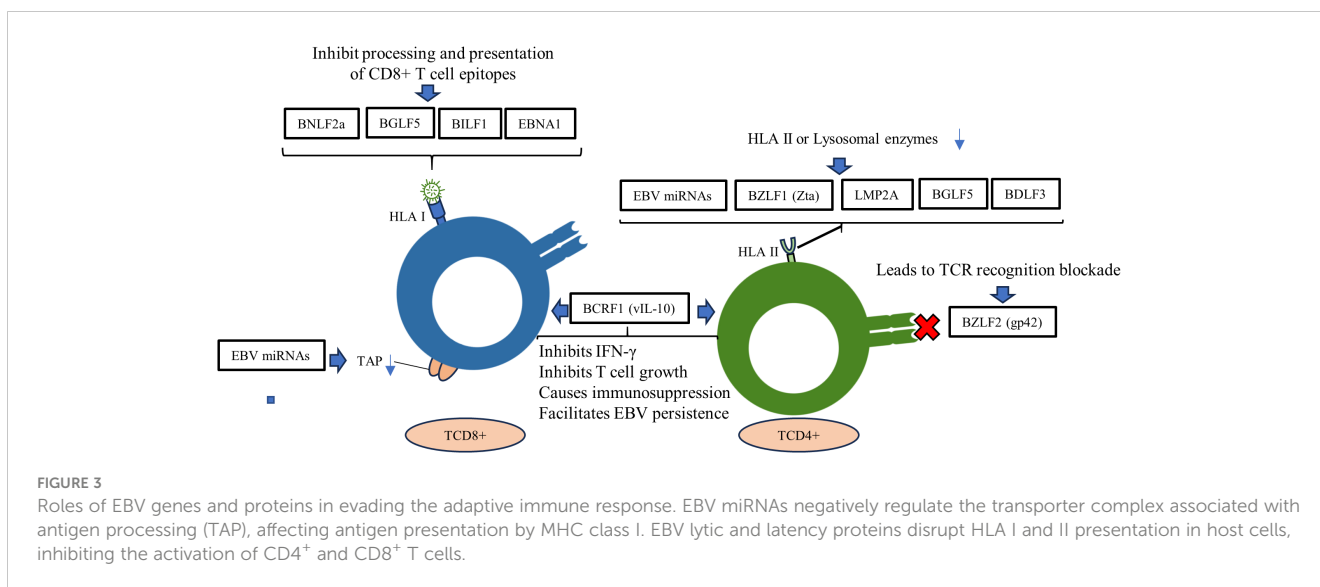 Inhibit processing and presentation
of CD8+ T cell epitopes
BNLF2a
BGLF5
BILF1
EBNA1
HLA I
HLA II or Lysosomal enzymes
EBV miRNAs
BZLF1 (Zta)
LMP2A
BGLF5
BDLF3
HLA II
Leads to TCR recognition blockade
BZLF2 (gp42)
BCRF1 (vIL-10)
Inhibits IFN-γ
Inhibits T cell growth
Causes immunosuppression
Facilitates EBV persistence
EBV miRNAs
TAP
TCD8+
TCD4+
FIGURE 3
Roles of EBV genes and proteins in evading the adaptive immune response. EBV miRNAs negatively regulate the transporter complex associated with
antigen processing (TAP), affecting antigen presentation by MHC class I. EBV lytic and latency proteins disrupt HLA I and II presentation in host cells,
inhibiting the activation of CD4⁺ and CD8⁺ T cells.